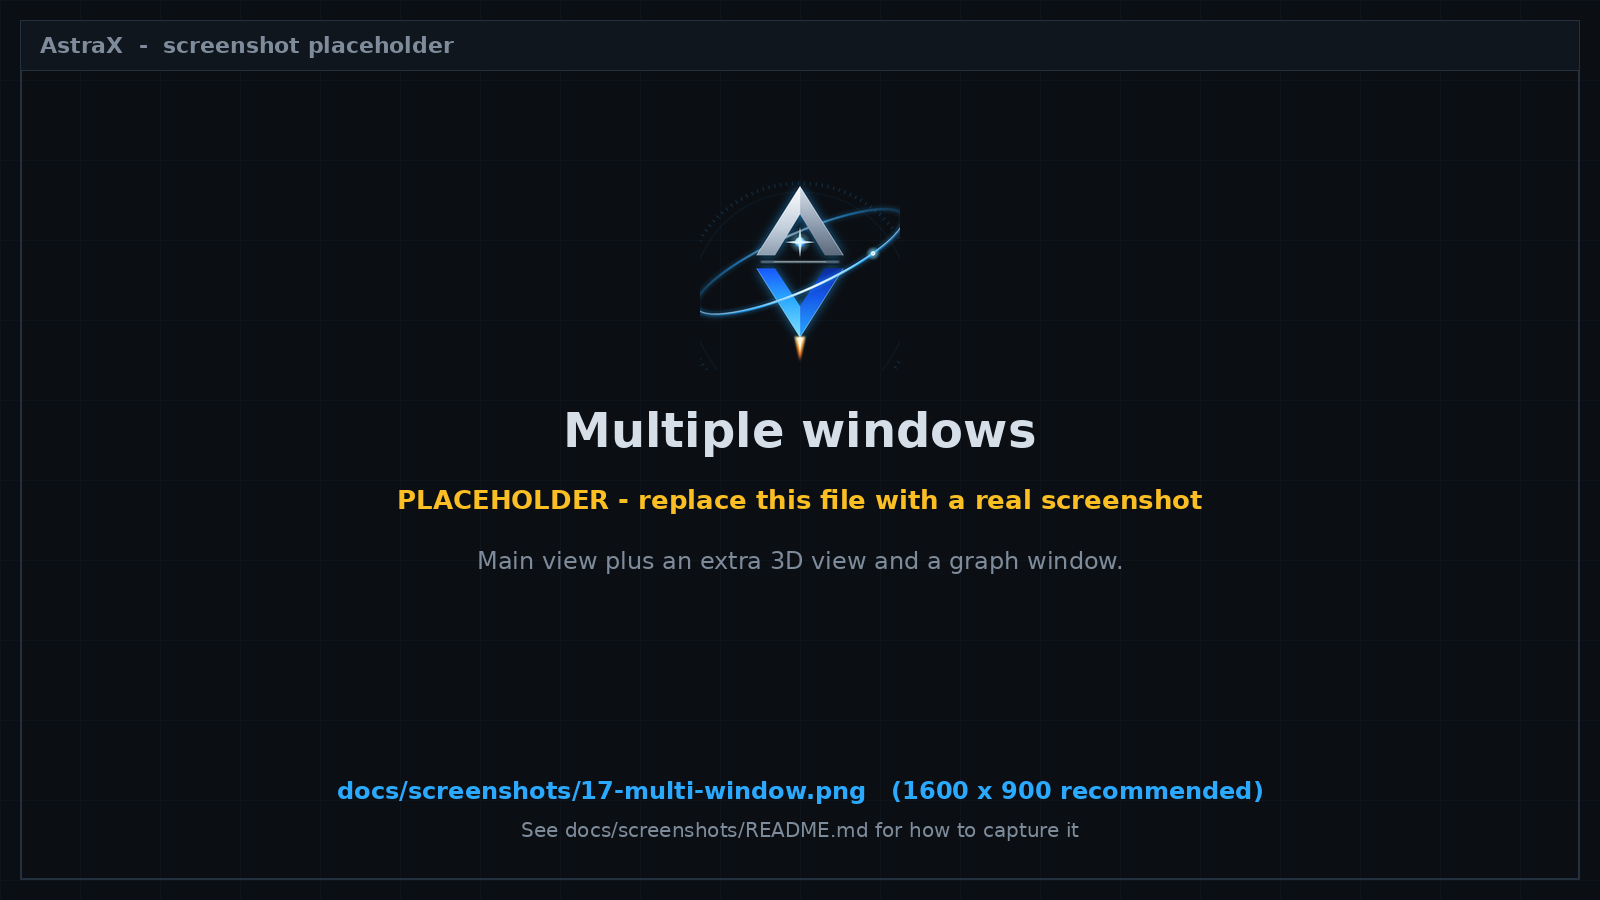 AstraX - screenshot placeholder
Multiple windows
PLACEHOLDER - replace this file with a real screenshot
Main view plus an extra 3D view and a graph window.
docs/screenshots/17-multi-window.png (1600 x 900 recommended)
See docs/screenshots/README.md for how to capture it